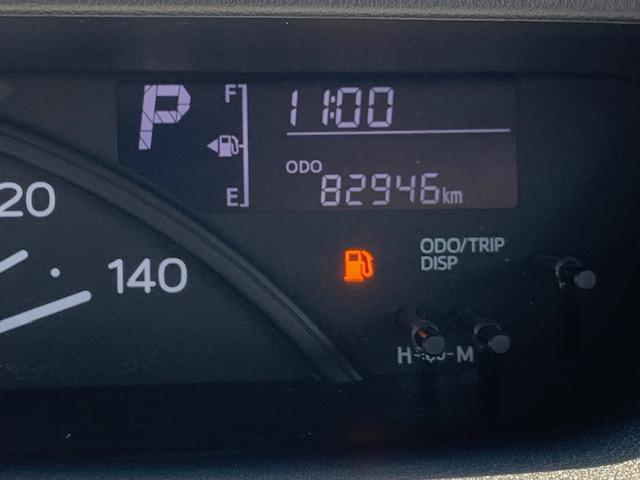 P
F
11:00
ODO
82946km
E
20
140
ODO/TRIP
DISP
H
M